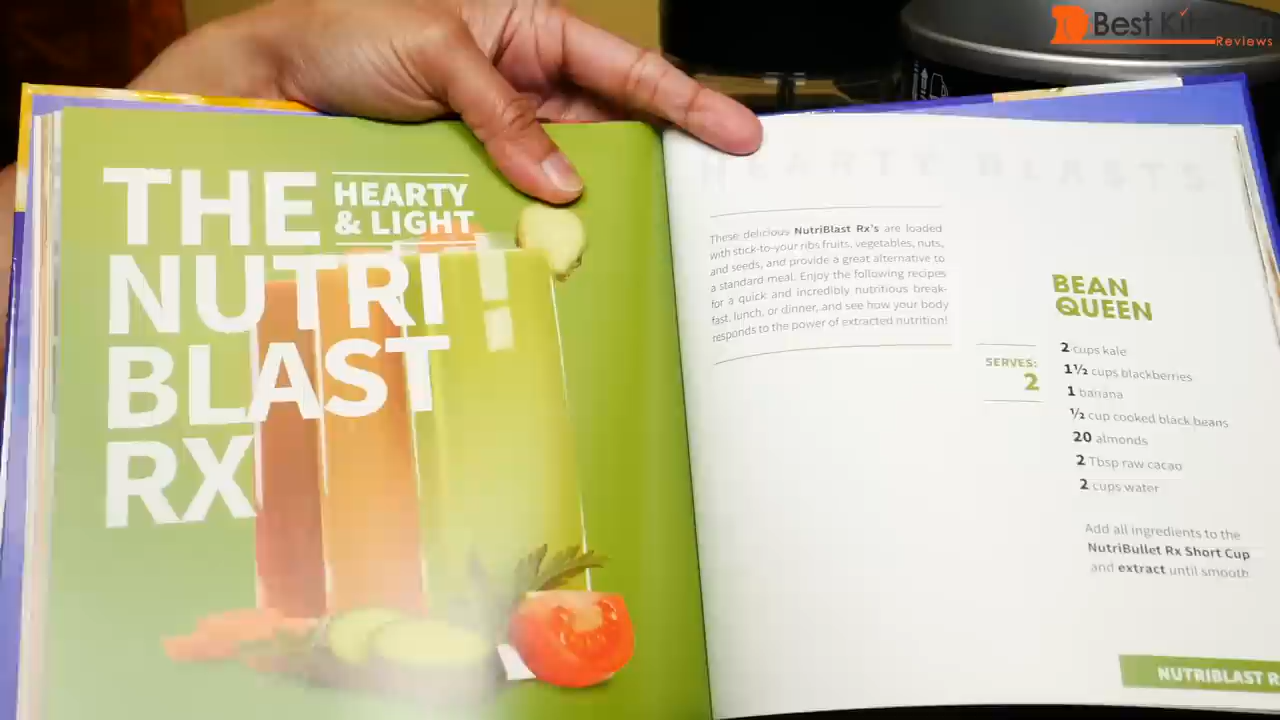 Best Kitchen
Reviews
THE
HEARTY
& LIGHT
NUTRI
BLAST
RX
HEARTY BLASTS
These delicious NutriBlast Rx's are loaded
with stick-to-your ribs fruits, vegetables, nuts,
and seeds, and provide a great alternative to
a standard meal. Enjoy the following recipes
for a quick and incredibly nutritious break-
fast, lunch, or dinner, and see how your body
responds to the power of extracted nutrition!
SERVES:
2
BEAN
QUEEN
2 cups kale
1½ cups blackberries
1 banana
½ cup cooked black beans
20 almonds
2 Tbsp raw cacao
2 cups water
Add all ingredients to the
NutriBullet Rx Short Cup
and extract until smooth.
NUTRIBLAST R